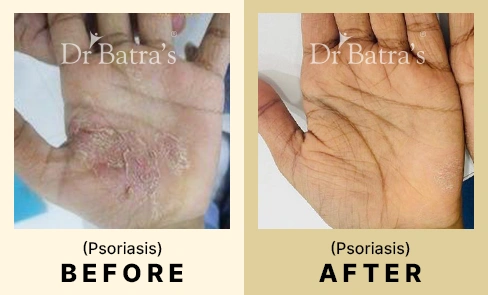 Dr Batra's®
(Psoriasis)
BEFORE
Dr Batra's®
(Psoriasis)
AFTER